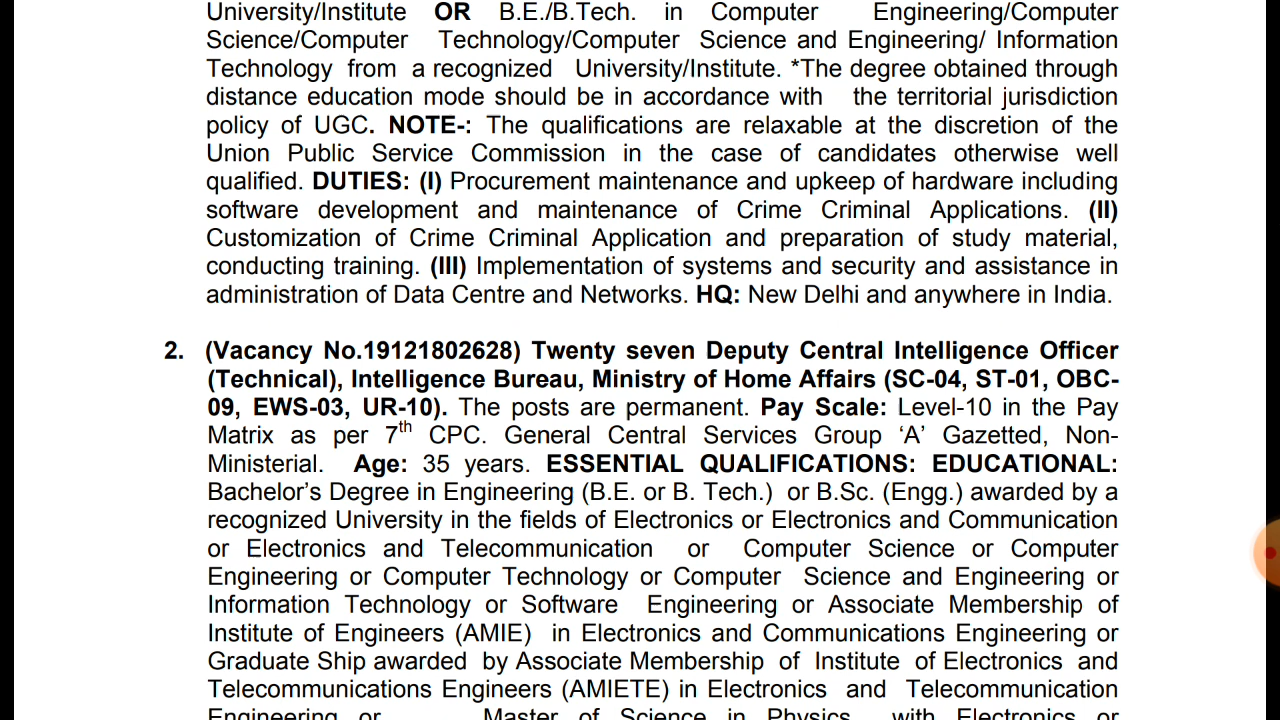 University/Institute OR B.E./B.Tech. in Computer Engineering/Computer
Science/Computer Technology/Computer Science and Engineering/ Information
Technology from a recognized University/Institute. *The degree obtained through
distance education mode should be in accordance with the territorial jurisdiction
policy of UGC. NOTE-: The qualifications are relaxable at the discretion of the
Union Public Service Commission in the case of candidates otherwise well
qualified. DUTIES: (I) Procurement maintenance and upkeep of hardware including
software development and maintenance of Crime Criminal Applications. (II)
Customization of Crime Criminal Application and preparation of study material,
conducting training. (III) Implementation of systems and security and assistance in
administration of Data Centre and Networks. HQ: New Delhi and anywhere in India.
2. (Vacancy No.19121802628) Twenty seven Deputy Central Intelligence Officer
(Technical), Intelligence Bureau, Ministry of Home Affairs (SC-04, ST-01, OBC-
09, EWS-03, UR-10). The posts are permanent. Pay Scale: Level-10 in the Pay
Matrix as per 7th CPC. General Central Services Group ‘A’ Gazetted, Non-
Ministerial. Age: 35 years. ESSENTIAL QUALIFICATIONS: EDUCATIONAL:
Bachelor’s Degree in Engineering (B.E. or B. Tech.) or B.Sc. (Engg.) awarded by a
recognized University in the fields of Electronics or Electronics and Communication
or Electronics and Telecommunication or Computer Science or Computer
Engineering or Computer Technology or Computer Science and Engineering or
Information Technology or Software Engineering or Associate Membership of
Institute of Engineers (AMIE) in Electronics and Communications Engineering or
Graduate Ship awarded by Associate Membership of Institute of Electronics and
Telecommunications Engineers (AMIETE) in Electronics and Telecommunication
Engineering or Master of Science in Physics with Electronics or